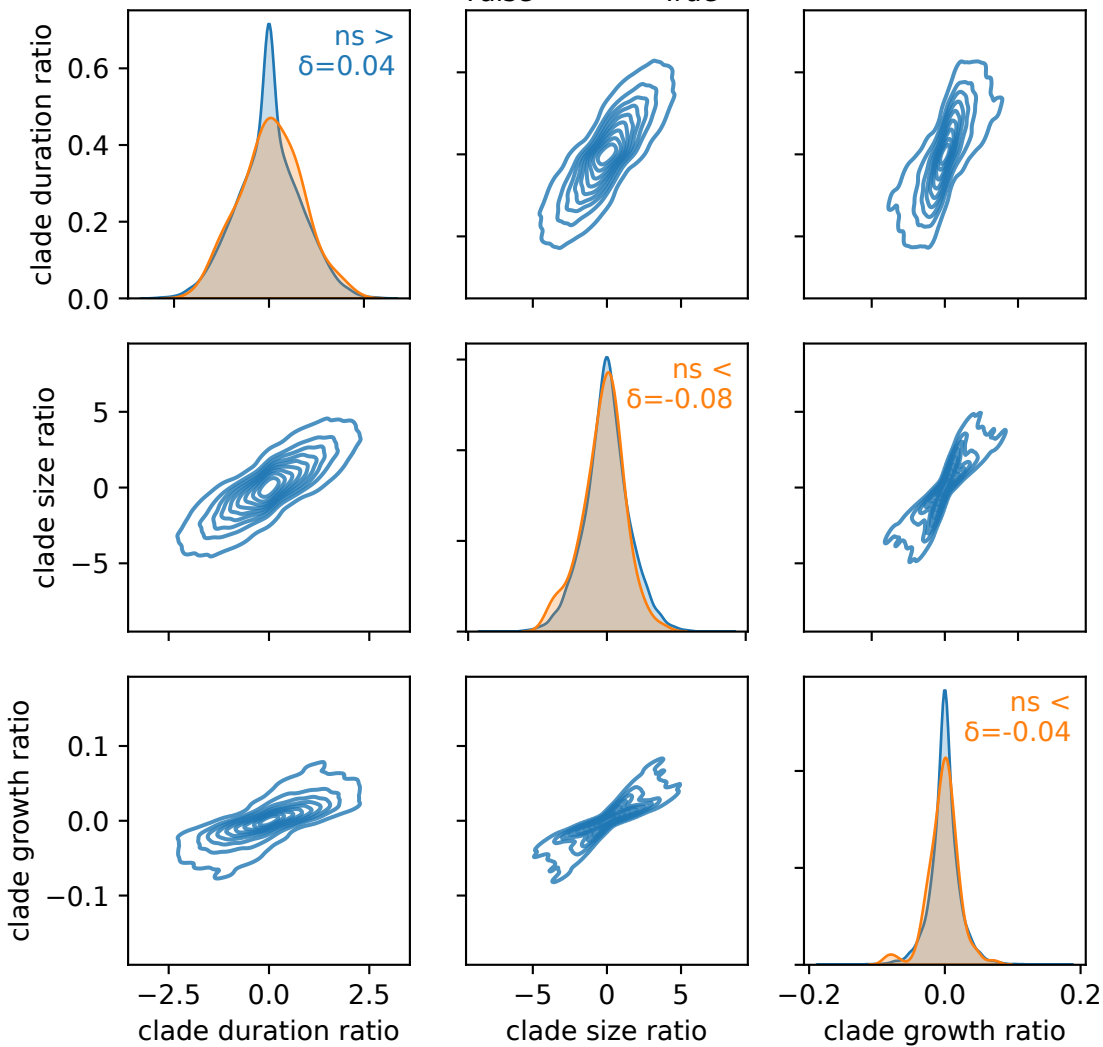 clade duration ratio
0.6
0.4
0.2
0.0
ns >
δ=0.04
clade size ratio
5
0
−5
ns <
δ=-0.08
clade growth ratio
0.1
0.0
−0.1
ns <
δ=-0.04
−2.5 0.0 2.5
−5 0 5
−0.2 0.0 0.2
clade duration ratio
clade size ratio
clade growth ratio